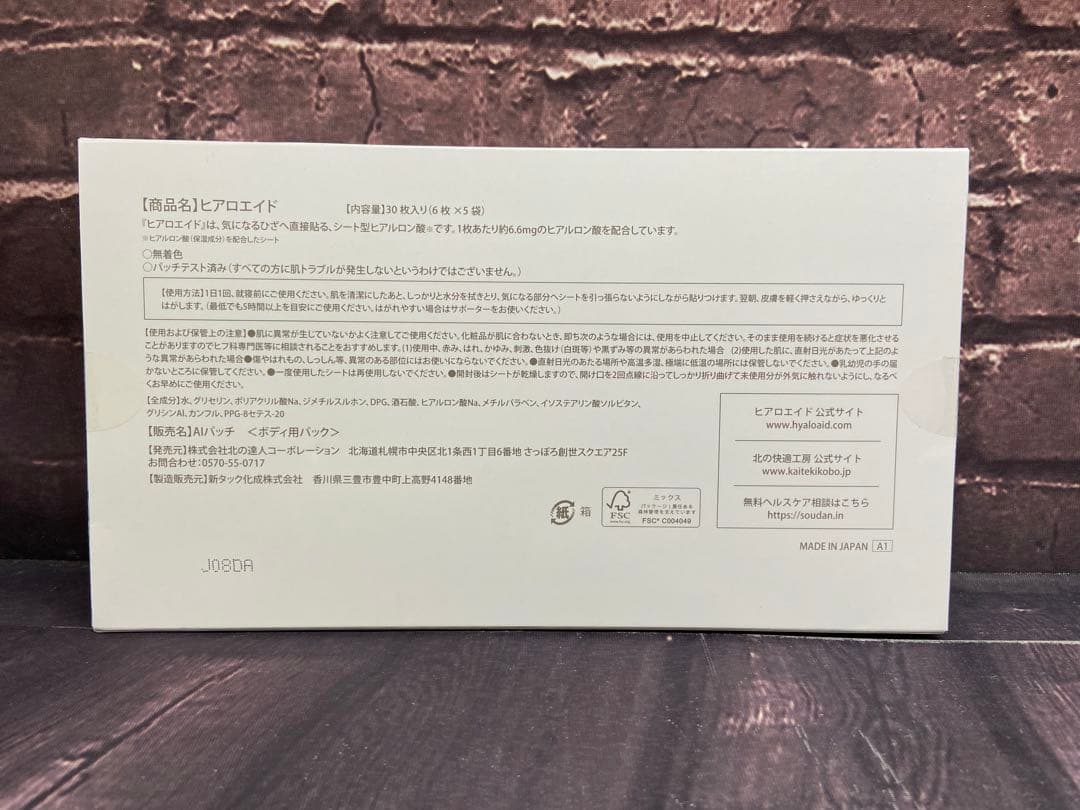 【商品名】ヒアロエイド 【内容量】30枚入り(6枚×5袋)
『ヒアロエイド』は、気になるひざへ直接貼る、シート型ヒアルロン酸※です。1枚あたり約6.6mgのヒアルロン酸を配合しています。
※ヒアルロン酸(保湿成分)を配合したシート
○無着色
○パッチテスト済み(すべての方に肌トラブルが発生しないというわけではございません。)
【使用方法】1日1回、就寝前にご使用ください。肌を清潔にしたあと、しっかりと水分を拭きとり、気になる部分へシートを引っ張らないようにしながら貼りつけます。翌朝、皮膚を軽く押さえながら、ゆっくりと
はがします。(最低でも5時間以上を目安にご使用ください。はがれやすい場合はサポーターをお使いください。)
【使用および保管上の注意】●肌に異常が生じていないかよく注意してご使用ください。化粧品が肌に合わないとき、即ち次のような場合には、使用を中止してください。そのまま使用を続けると症状を悪化させる
ことがありますのでヒフ科専門医等に相談されることをおすすめします。(1)使用中、赤み、はれ、かゆみ、刺激、色抜け(白斑等)や黒ずみ等の異常があらわれた場合 (2)使用した肌に、直射日光があたって上記のよ
うな異常があらわれた場合●傷やはれもの、しっしん等、異常のある部位にはお使いにならないでください。●直射日光のあたる場所や高温多湿、極端に低温の場所には保管しないでください。●乳幼児の手の届
かないところに保管してください。●一度使用したシートは再使用しないでください。●開封後はシートが乾燥しますので、開け口を2回点線に沿ってしっかり折り曲げて未使用分が外気に触れないようにし、なるべ
くお早めにご使用ください。
【全成分】水、グリセリン、ポリアクリル酸Na、ジメチルスルホン、DPG、酒石酸、ヒアルロン酸Na、メチルパラベン、イソステアリン酸ソルビタン、
グリシンAl、カンフル、PPG-8セテス-20
【販売名】AIパッチ <ボディ用パック>
【発売元】株式会社北の達人コーポレーション 北海道札幌市中央区北1条西1丁目6番地 さっぽろ創世スクエア25F
お問合わせ:0570-55-0717
【製造販売元】新タック化成株式会社 香川県三豊市豊中町上高野4148番地
ヒアロエイド 公式サイト
www.hyaloaid.com
北の快適工房 公式サイト
www.kaitekikobo.jp
無料ヘルスケア相談はこちら
https://soudan.in
紙 箱
FSC
www.fsc.org
ミックス
パッケージ|責任ある
森林管理を支えています
FSC® C004049
MADE IN JAPAN A1
J08DA